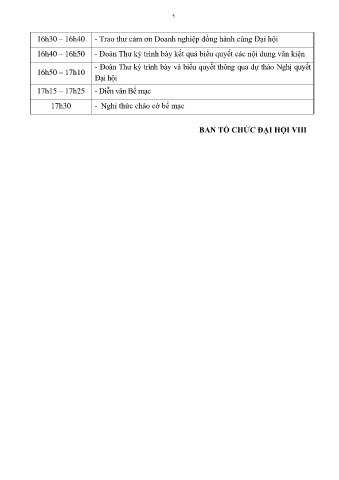 5
16h30 – 16h40 - Trao thư cảm ơn Doanh nghiệp đồng hành cùng Đại hội
16h40 – 16h50 - Đoàn Thư ký trình bày kết quả biểu quyết các nội dung văn kiện
16h50 – 17h10 - Đoàn Thư ký trình bày và biểu quyết thông qua dự thảo Nghị quyết
Đại hội
17h15 – 17h25 - Diễn văn Bế mạc
17h30 - Nghi thức chào cờ bế mạc
BAN TỔ CHỨC ĐẠI HỘI VIII